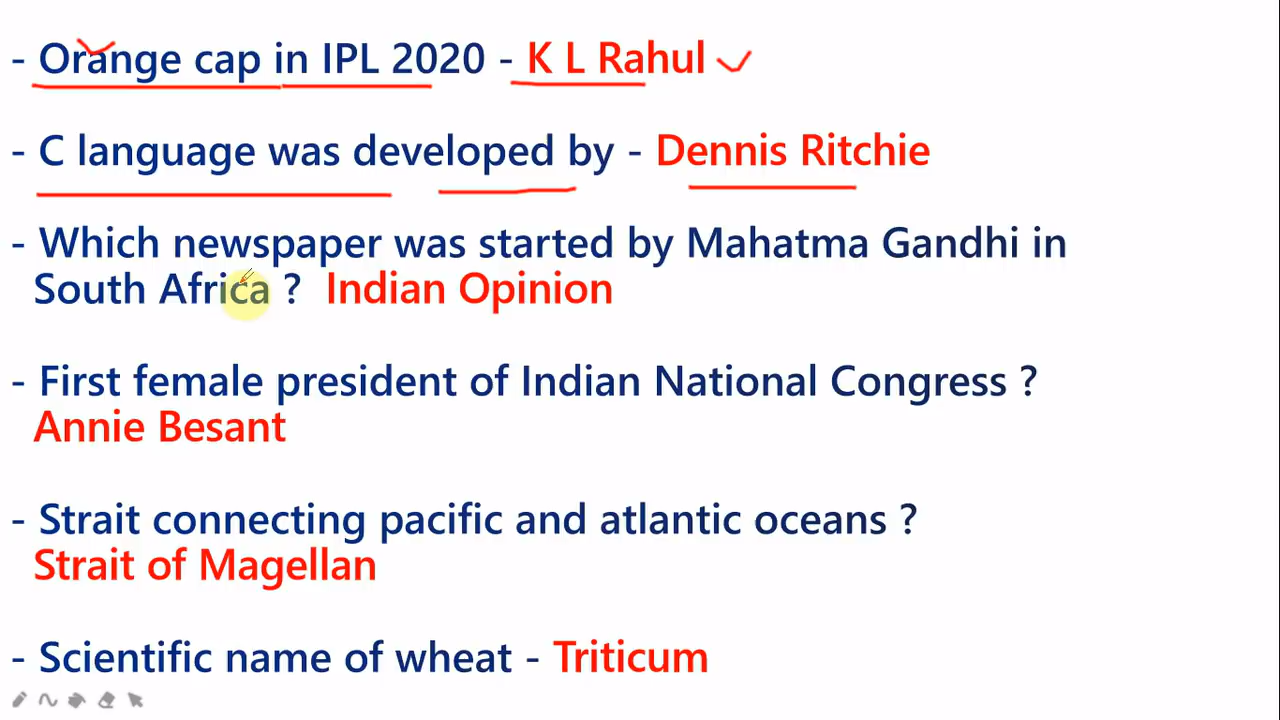 - Orange cap in IPL 2020 - K L Rahul
- C language was developed by - Dennis Ritchie
- Which newspaper was started by Mahatma Gandhi in
South Africa ? Indian Opinion
- First female president of Indian National Congress ?
Annie Besant
- Strait connecting pacific and atlantic oceans ?
Strait of Magellan
- Scientific name of wheat - Triticum